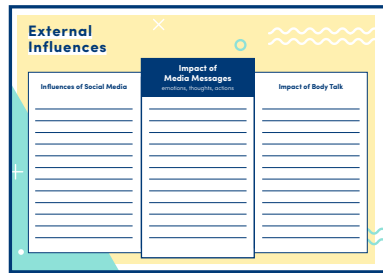 External
Influences
Influences of Social Media
Impact of
Media Messages
emotions, thoughts, actions
Impact of Body Talk